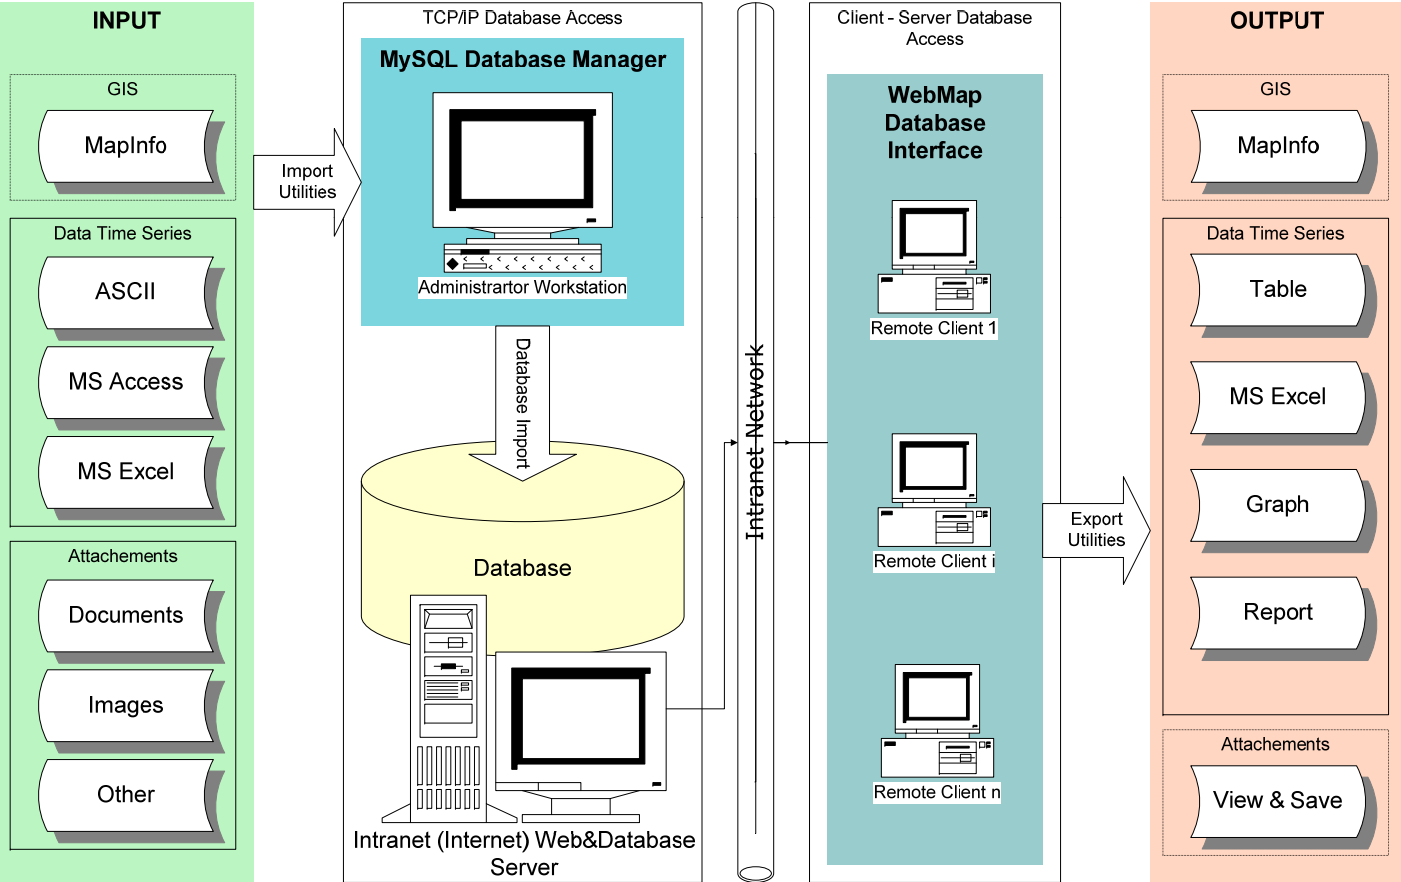 INPUT
GIS
MapInfo
Data Time Series
ASCII
MS Access
MS Excel
Attachements
Documents
Images
Other
Import
Utilities
TCP/IP Database Access
MySQL Database Manager
Administrartor Workstation
Database Import
Database
Intranet (Internet) Web&Database
Server
Intranet Network
Client - Server Database
Access
WebMap
Database
Interface
Remote Client 1
Remote Client i
Remote Client n
Export
Utilities
OUTPUT
GIS
MapInfo
Data Time Series
Table
MS Excel
Graph
Report
Attachements
View & Save